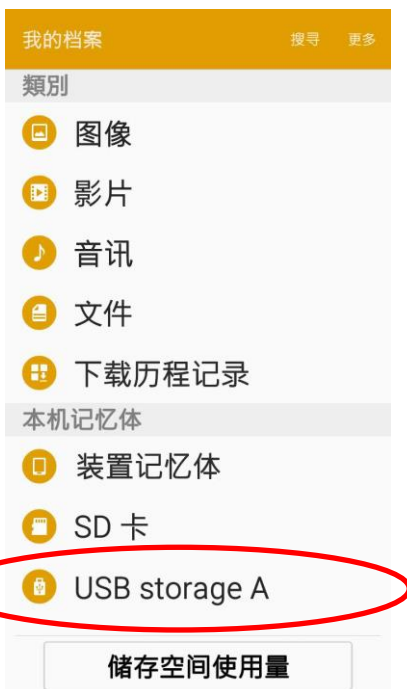 我的档案 搜寻 更多
類別
图像
影片
音讯
文件
下载历程记录
本机记忆体
装置记忆体
SD 卡
USB storage A
储存空间使用量